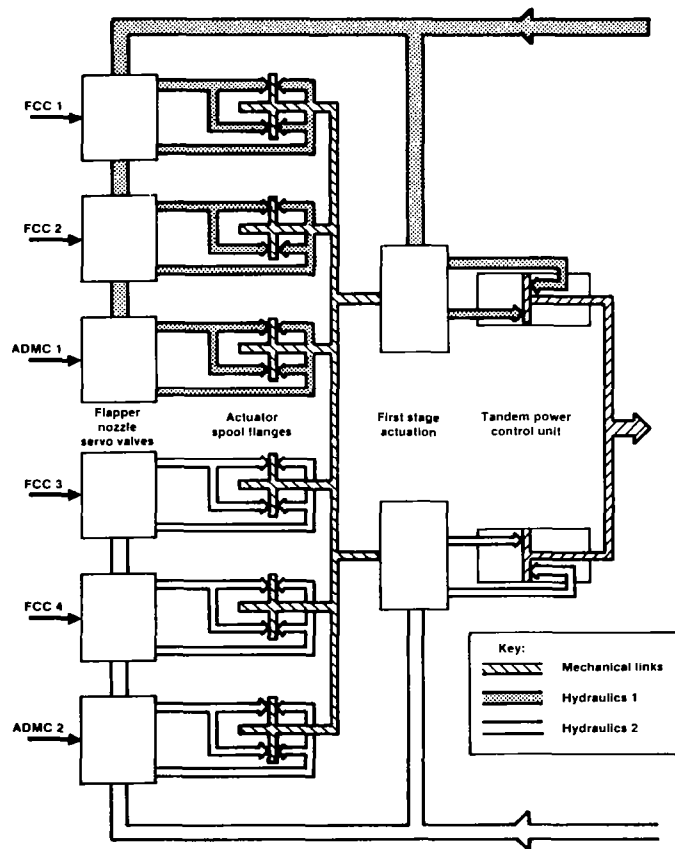 FCC 1
FCC 2
ADMC 1
Flapper
nozzle
servo valves
Actuator
spool flanges
First stage
actuation
Tandem power
control unit
FCC 3
FCC 4
ADMC 2
Key:
Mechanical links
Hydraulics 1
Hydraulics 2